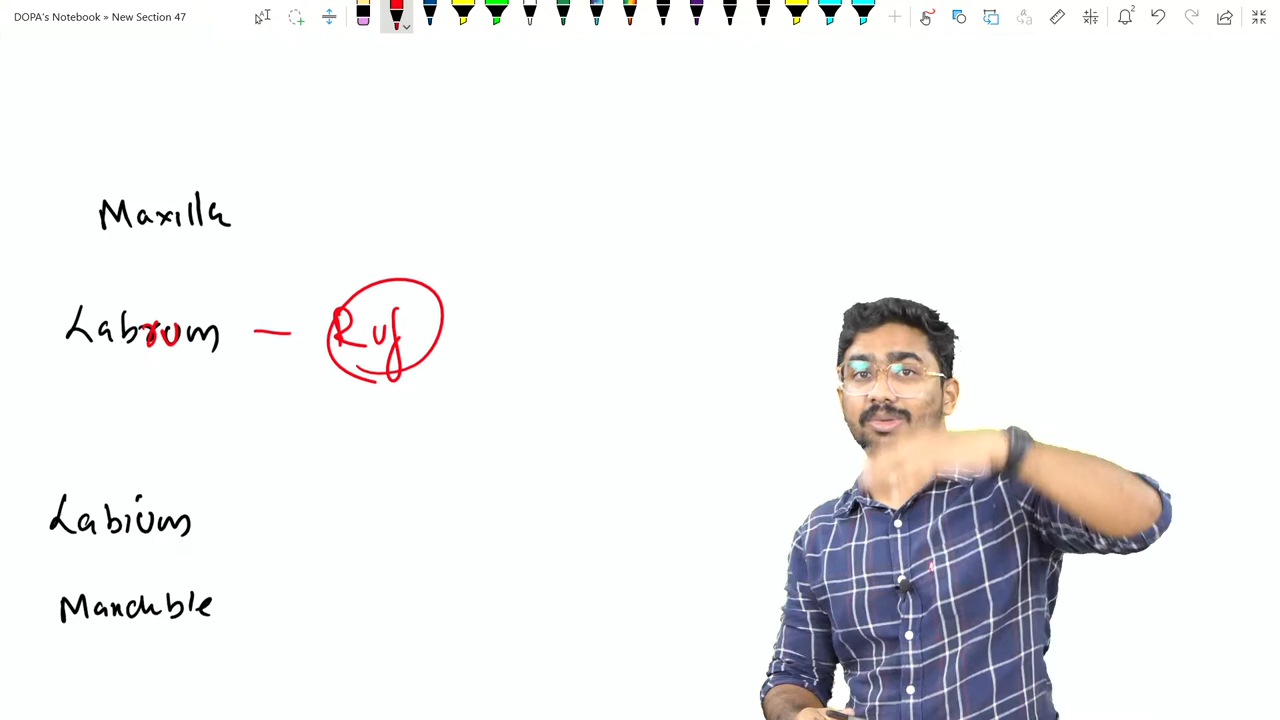 DOPA's Notebook » New Section 47
Maxilla
Labrum — Ruf
Labium
Mandible